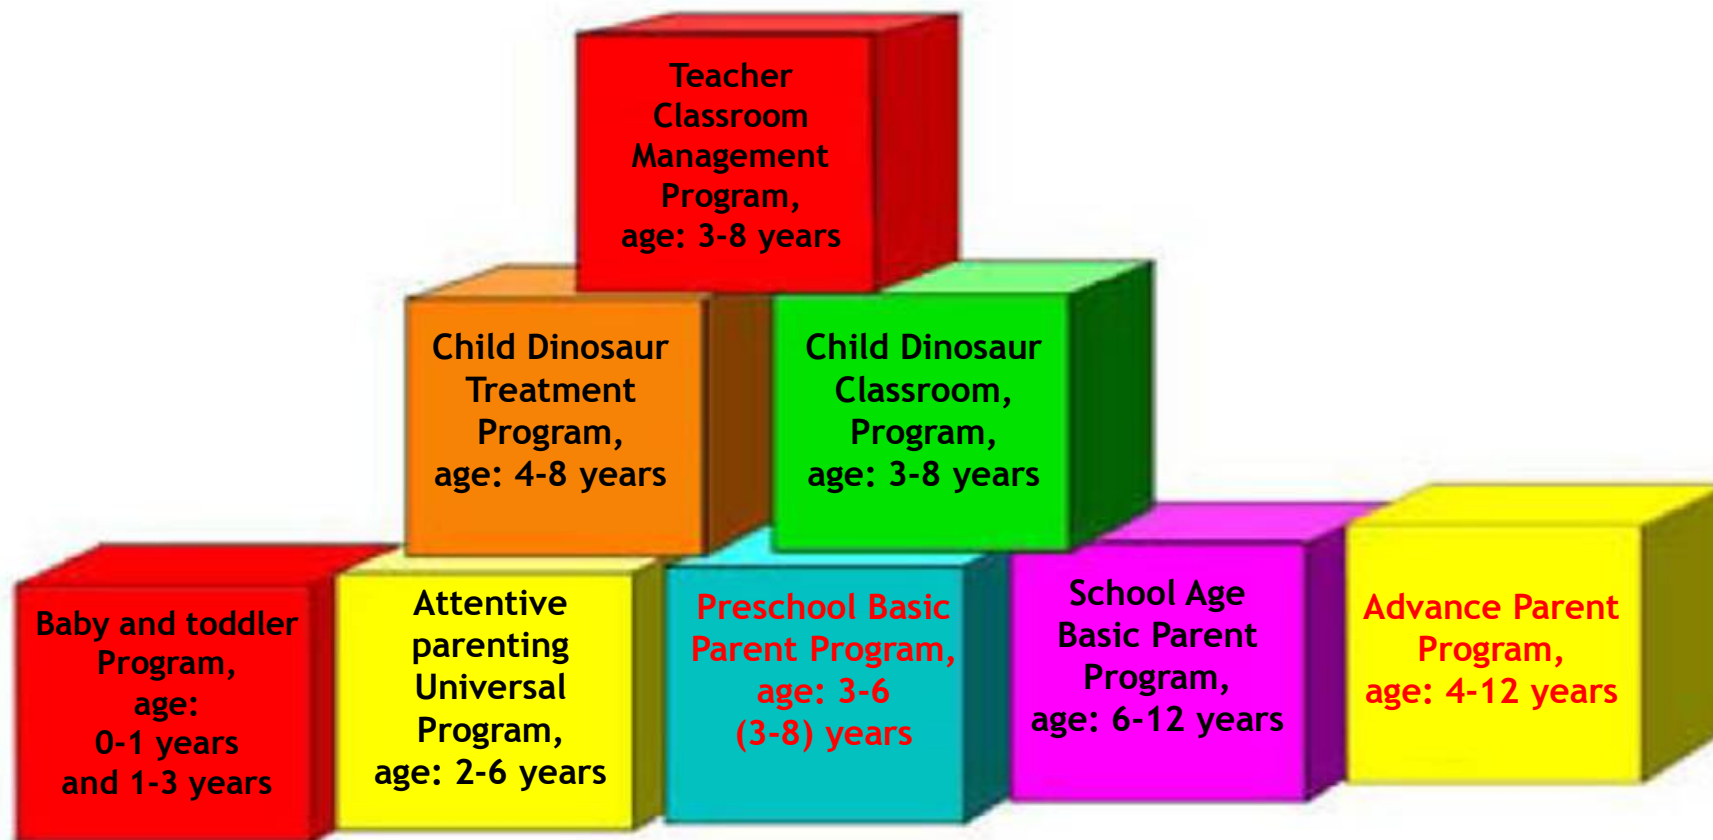 Teacher
Classroom
Management
Program,
age: 3-8 years
Child Dinosaur
Treatment
Program,
age: 4-8 years
Child Dinosaur
Classroom,
Program,
age: 3-8 years
Baby and toddler
Program,
age:
0-1 years
and 1-3 years
Attentive
parenting
Universal
Program,
age: 2-6 years
Preschool Basic
Parent Program,
age: 3-6
(3-8) years
School Age
Basic Parent
Program,
age: 6-12 years
Advance Parent
Program,
age: 4-12 years